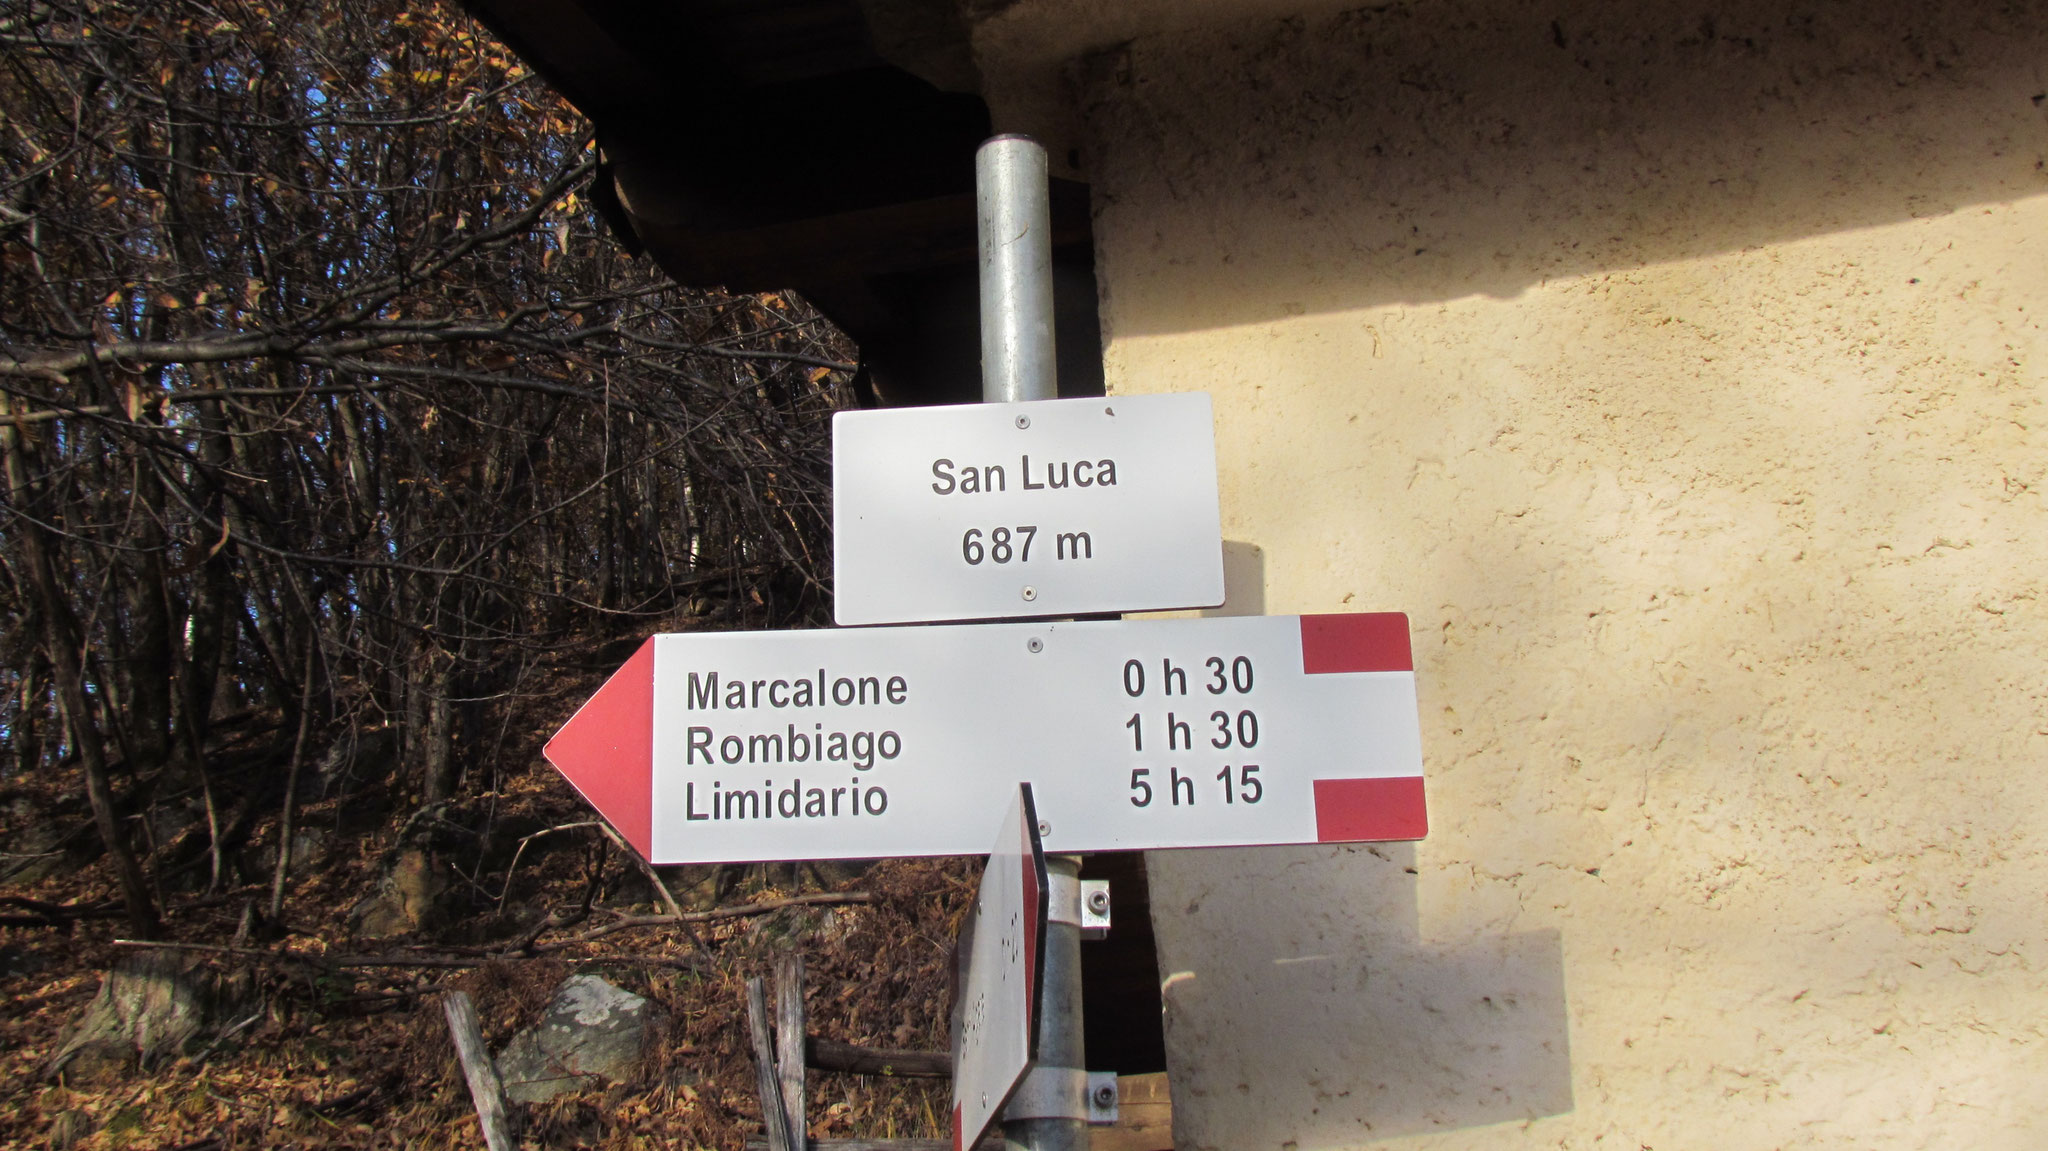 San Luca
687 m
Marcalone 0 h 30
Rombiago 1 h 30
Limidario 5 h 15